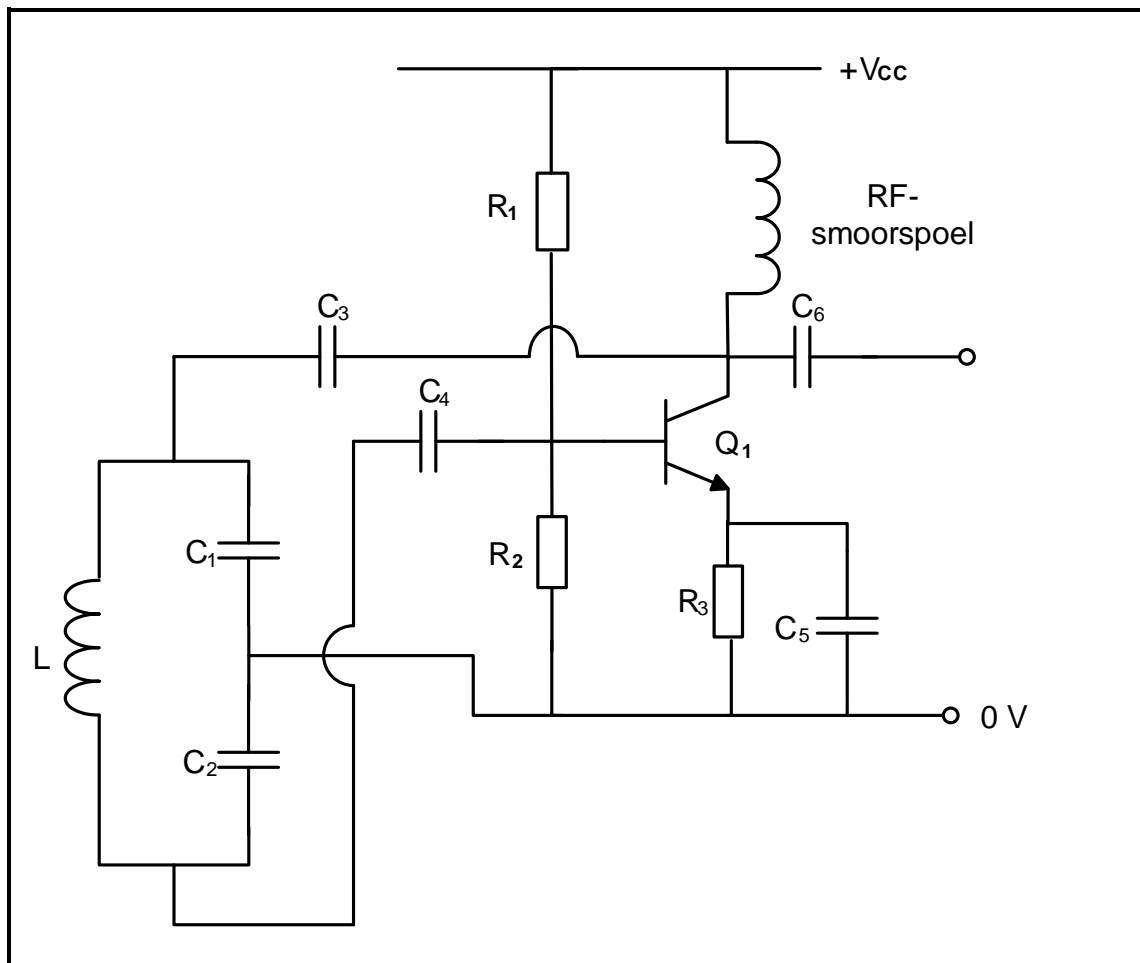 +Vcc
R₁
RF-
smoorspoel
C₃
C₆
C₄
Q₁
C₁
R₂
R₃
C₅
L
0 V
C₂